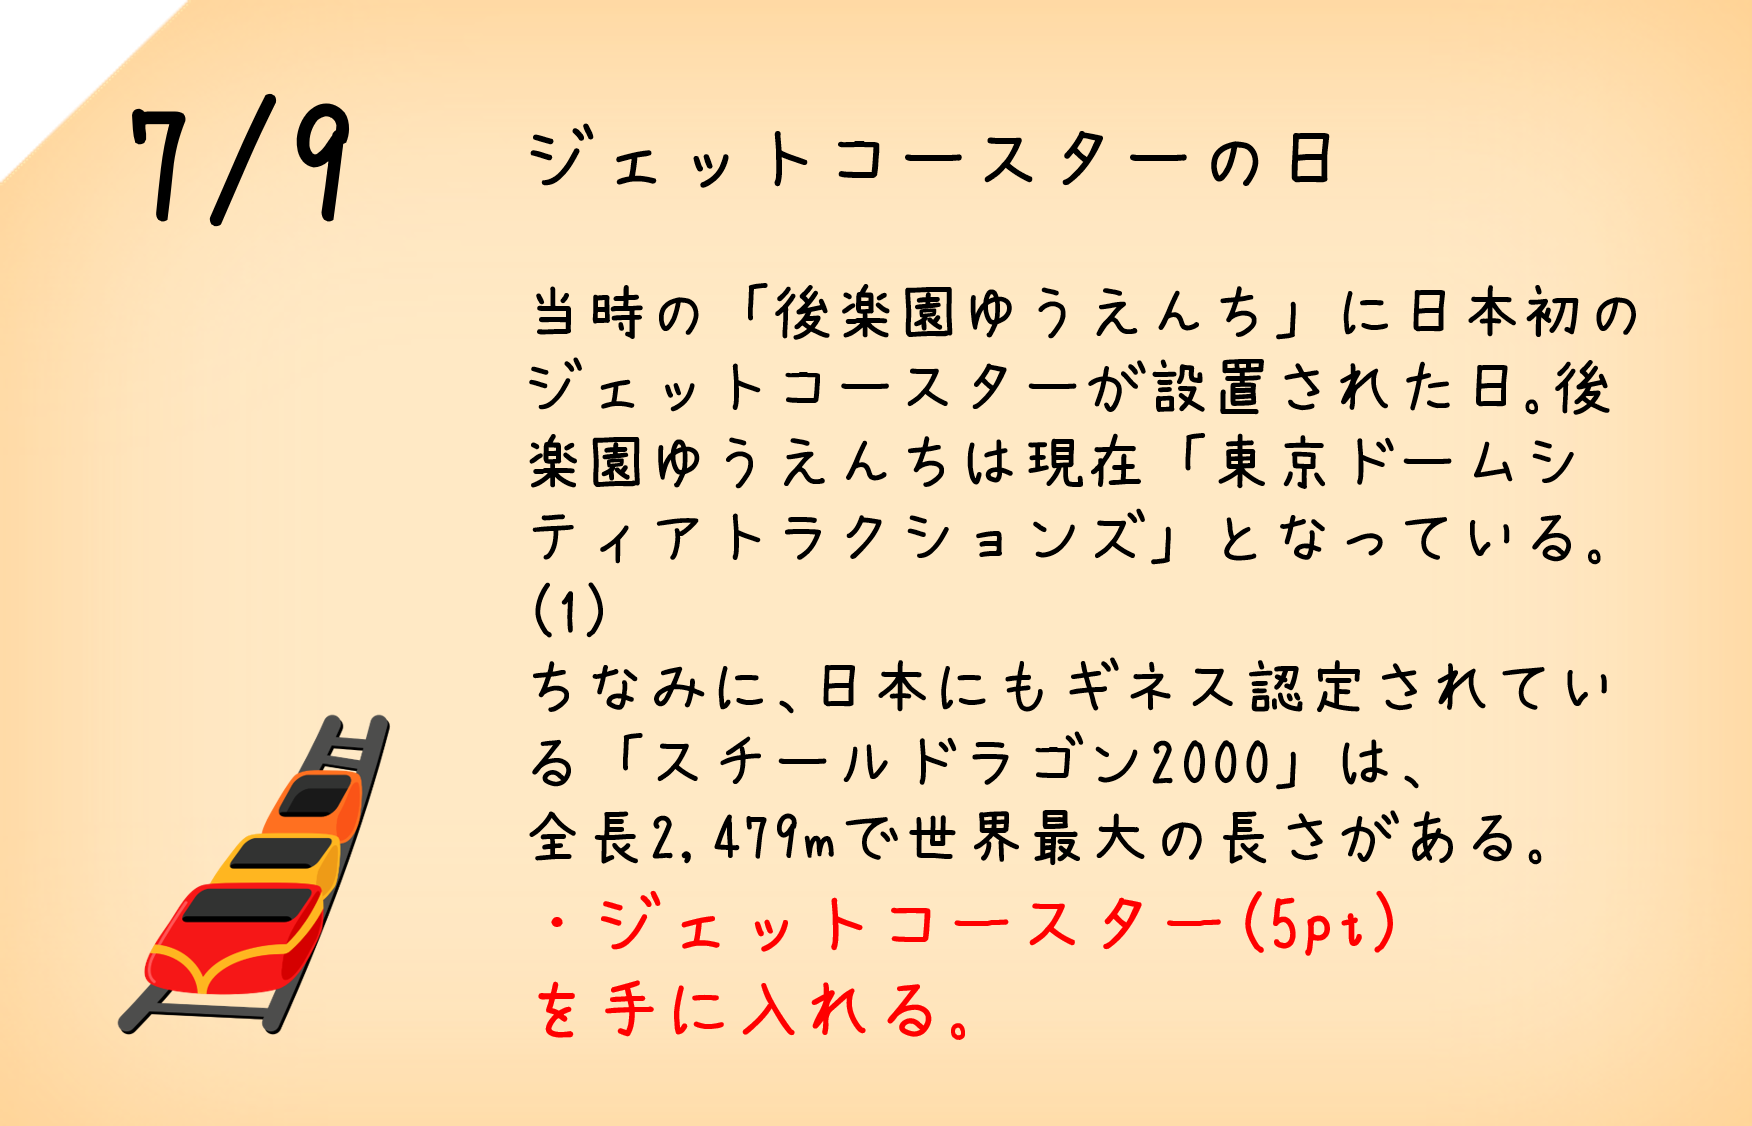 7/9
ジェットコースターの日
当時の「後楽園ゆうえんち」に日本初の
ジェットコースターが設置された日。後
楽園ゆうえんちは現在「東京ドームシ
ティアトラクションズ」となっている。
(1)
ちなみに、日本にもギネス認定されてい
る「スチールドラゴン2000」は、
全長2,479mで世界最大の長さがある。
・ジェットコースター(5pt)
を手に入れる。